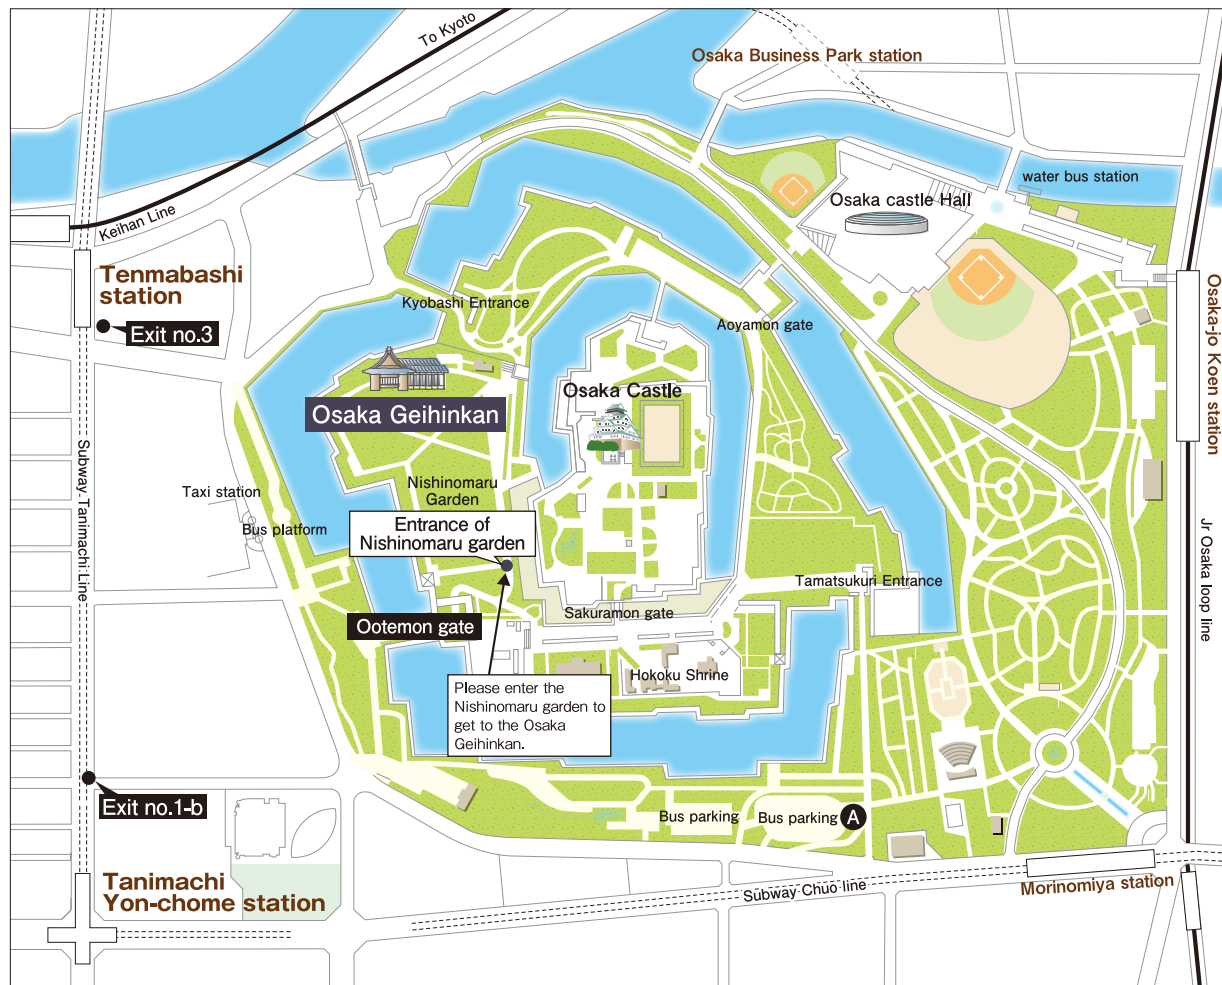 To Kyoto
Osaka Business Park station
water bus station
Osaka castle Hall
Keihan Line
Tenmabashi
station
Exit no.3
Kyobashi Entrance
Aoyamon gate
Osaka-jo Koen station
Osaka Castle
Osaka Geihinkan
Subway Tanimachi Line
Taxi station
Nishinomaru
Garden
Bus platform
Entrance of
Nishinomaru garden
Jr Osaka loop line
Tamatsukuri Entrance
Sakuramon gate
Ootemon gate
Hokoku Shrine
Please enter the
Nishinomaru garden to
get to the Osaka
Geihinkan.
Exit no.1-b
Bus parking
Bus parking
A
Tanimachi
Yon-chome station
Subway Chuo line
Morinomiya station